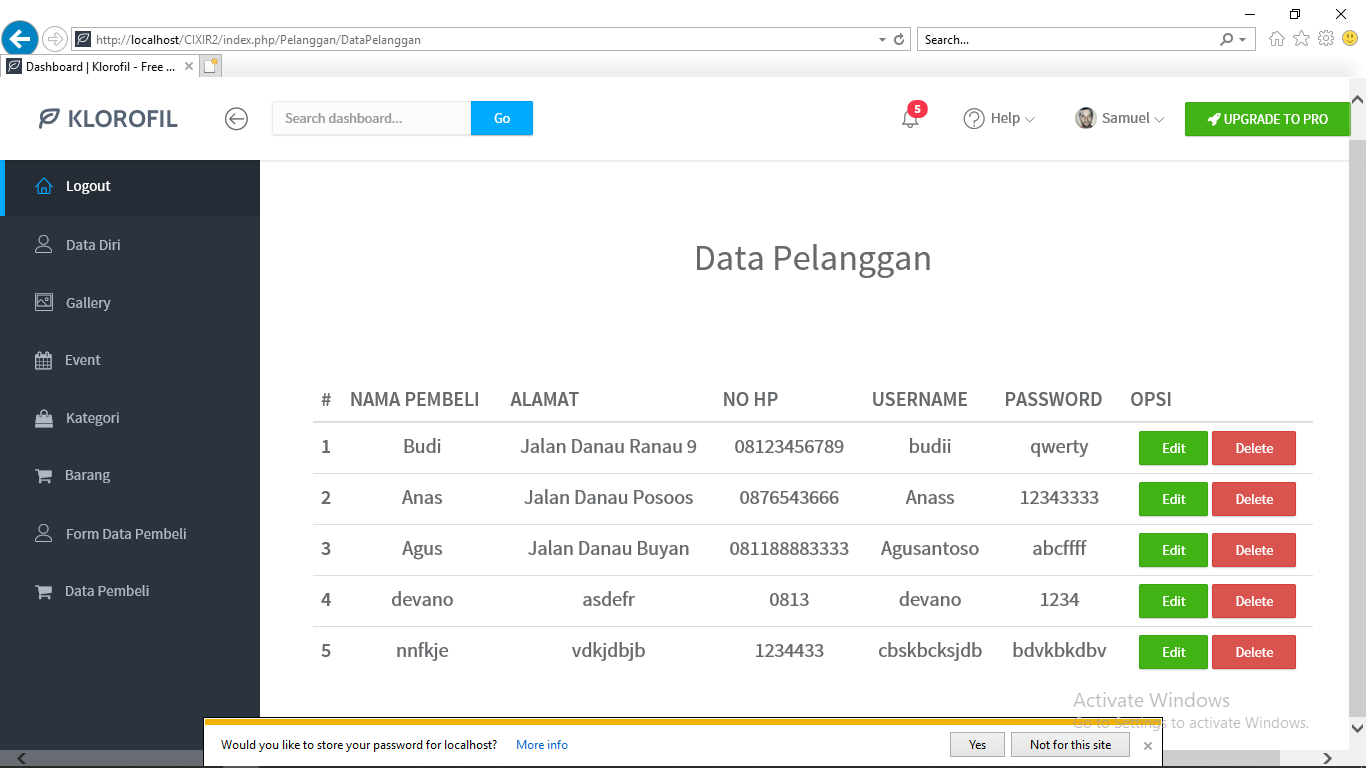 http://localhost/CIXIR2/index.php/Pelanggan/DataPelanggan
Search...
Dashboard | Klorofil - Free ...
KLOROFIL
Search dashboard...
Go
5
Help
Samuel
UPGRADE TO PRO
Logout
Data Diri
Gallery
Event
Kategori
Barang
Form Data Pembeli
Data Pembeli
Data Pelanggan
# NAMA PEMBELI ALAMAT NO HP USERNAME PASSWORD OPSI
1 Budi Jalan Danau Ranau 9 08123456789 budii qwerty Edit Delete
2 Anas Jalan Danau Posoos 0876543666 Anass 12343333 Edit Delete
3 Agus Jalan Danau Buyan 081188883333 Agusantoso abcffff Edit Delete
4 devano asdefr 0813 devano 1234 Edit Delete
5 nnfkje vdkjdbjb 1234433 cbskbcksjdb bdvkbkdbv Edit Delete
Activate Windows
Go to Settings to activate Windows.
Would you like to store your password for localhost? More info Yes Not for this site